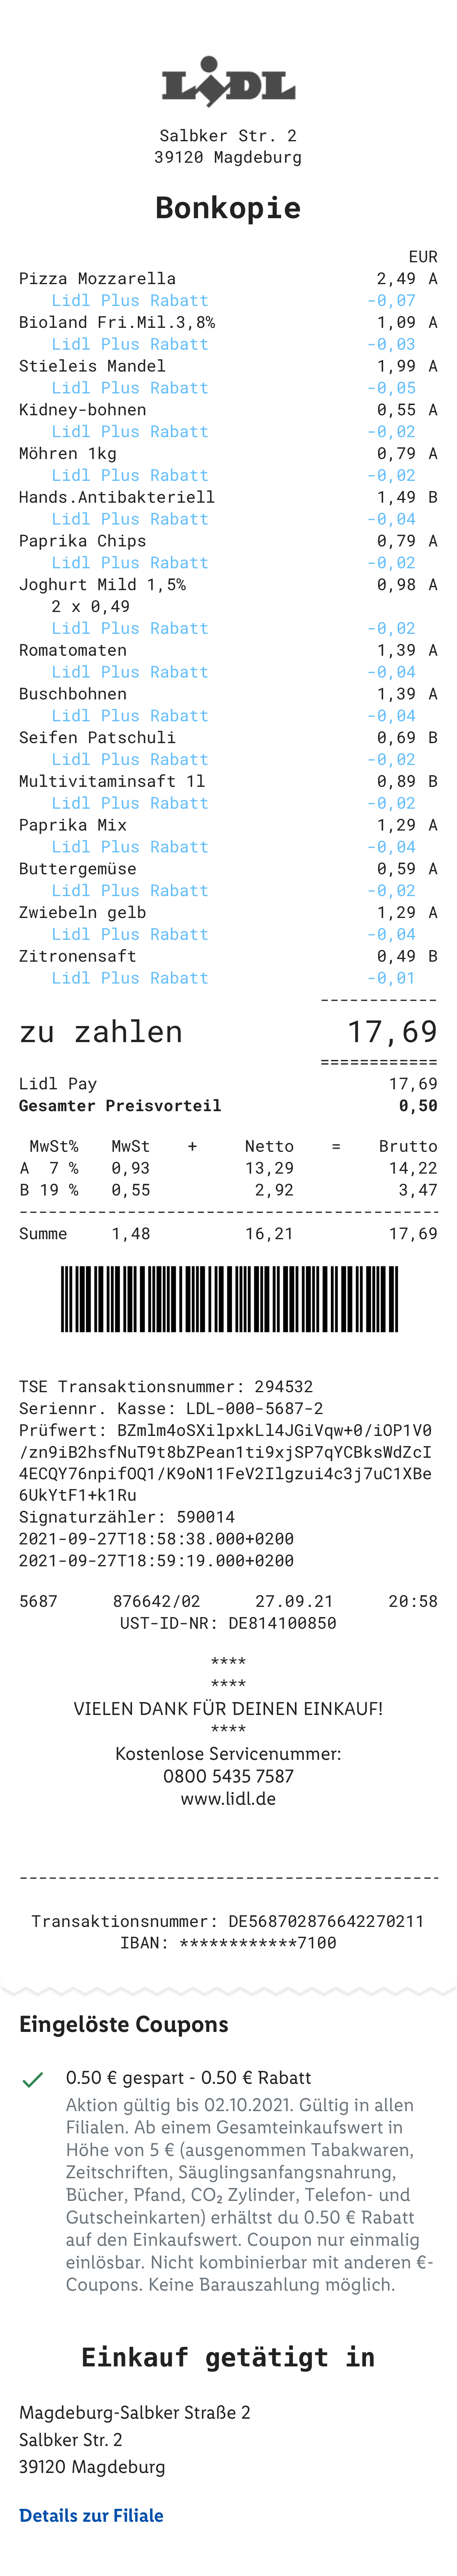 LIDL
Salbker Str. 2
39120 Magdeburg
Bonkopie
EUR
Pizza Mozzarella 2,49 A
Lidl Plus Rabatt -0,07
Bioland Fri.Mil.3,8% 1,09 A
Lidl Plus Rabatt -0,03
Stieleis Mandel 1,99 A
Lidl Plus Rabatt -0,05
Kidney-bohnen 0,55 A
Lidl Plus Rabatt -0,02
Möhren 1kg 0,79 A
Lidl Plus Rabatt -0,02
Hands.Antibakteriell 1,49 B
Lidl Plus Rabatt -0,04
Paprika Chips 0,79 A
Lidl Plus Rabatt -0,02
Joghurt Mild 1,5% 0,98 A
2 x 0,49
Lidl Plus Rabatt -0,02
Romatomaten 1,39 A
Lidl Plus Rabatt -0,04
Buschbohnen 1,39 A
Lidl Plus Rabatt -0,04
Seifen Patschuli 0,69 B
Lidl Plus Rabatt -0,02
Multivitaminsaft 1l 0,89 B
Lidl Plus Rabatt -0,02
Paprika Mix 1,29 A
Lidl Plus Rabatt -0,04
Buttergemüse 0,59 A
Lidl Plus Rabatt -0,02
Zwiebeln gelb 1,29 A
Lidl Plus Rabatt -0,04
Zitronensaft 0,49 B
Lidl Plus Rabatt -0,01
------------
zu zahlen 17,69
============
Lidl Pay 17,69
Gesamter Preisvorteil 0,50
MwSt% MwSt + Netto = Brutto
A 7 % 0,93 13,29 14,22
B 19 % 0,55 2,92 3,47
-------------------------------------------
Summe 1,48 16,21 17,69
TSE Transaktionsnummer: 294532
Seriennr. Kasse: LDL-000-5687-2
Prüfwert: BZmlm4oSXilpxkLl4JGiVqw+0/iOP1V0
/zn9iB2hsfNuT9t8bZPean1ti9xjSP7qYCBksWdZcI
4ECQY76npifOQ1/K9oN11FeV2Ilgzui4c3j7uC1XBe
6UkYtF1+k1Ru
Signaturzähler: 590014
2021-09-27T18:58:38.000+0200
2021-09-27T18:59:19.000+0200
5687 876642/02 27.09.21 20:58
UST-ID-NR: DE814100850
****
****
VIELEN DANK FÜR DEINEN EINKAUF!
****
Kostenlose Servicenummer:
0800 5435 7587
www.lidl.de
-------------------------------------------
Transaktionsnummer: DE568702876642270211
IBAN: ************7100
Eingelöste Coupons
0.50 € gespart - 0.50 € Rabatt
Aktion gültig bis 02.10.2021. Gültig in allen
Filialen. Ab einem Gesamteinkaufswert in
Höhe von 5 € (ausgenommen Tabakwaren,
Zeitschriften, Säuglingsanfangsnahrung,
Bücher, Pfand, CO₂ Zylinder, Telefon- und
Gutscheinkarten) erhältst du 0.50 € Rabatt
auf den Einkaufswert. Coupon nur einmalig
einlösbar. Nicht kombinierbar mit anderen €-
Coupons. Keine Barauszahlung möglich.
Einkauf getätigt in
Magdeburg-Salbker Straße 2
Salbker Str. 2
39120 Magdeburg
Details zur Filiale